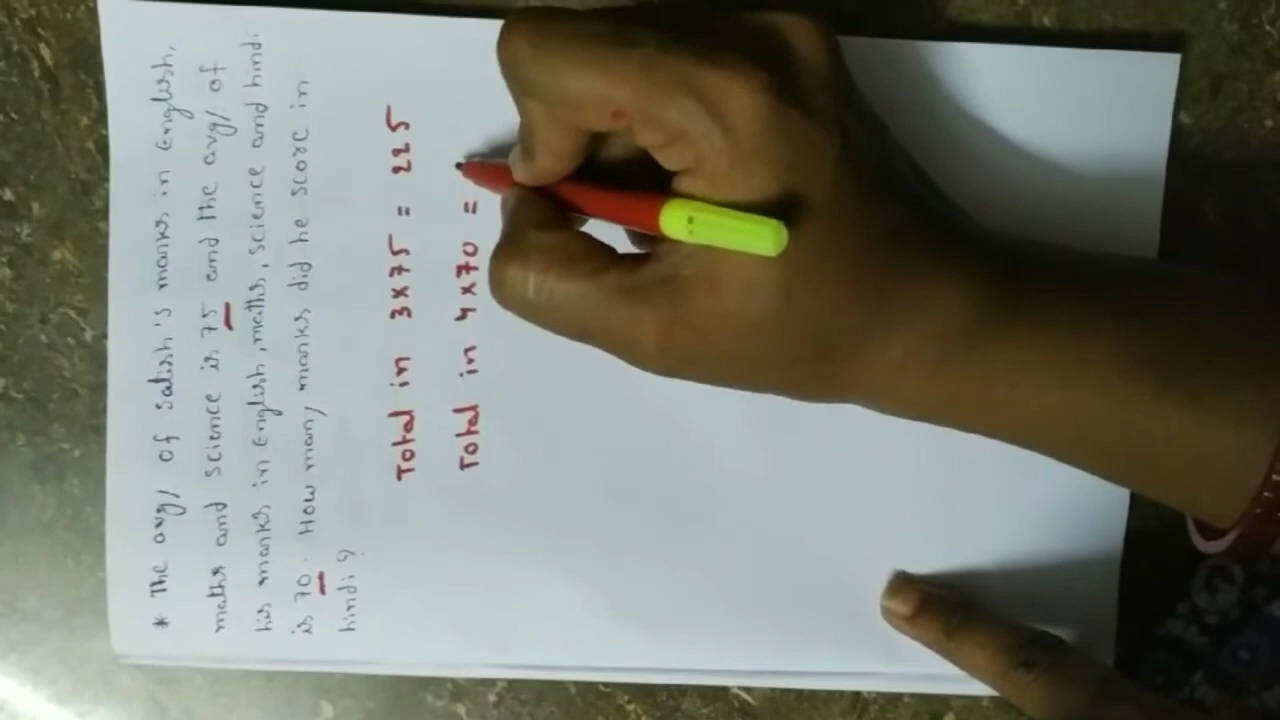 * The avg/. of satish's marks in English,
maths and science is 75 and the avg/. of
his marks in English, maths, science and hindi
is 70. How many marks did he score in
hindi?
Total in 3x75 = 225
Total in 4x70 =